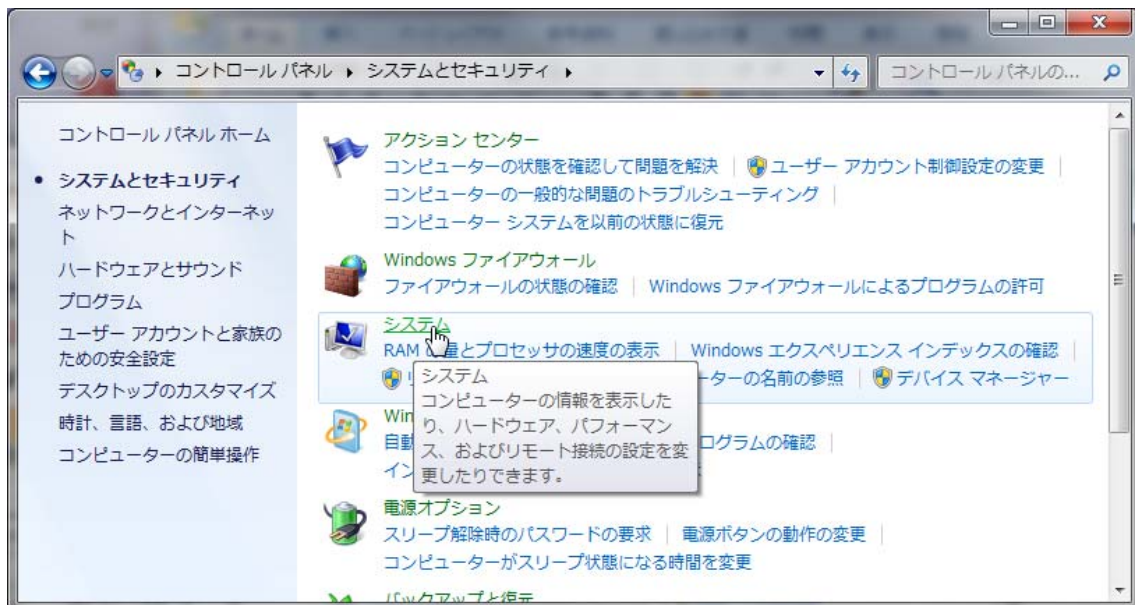 コントロール パネル ▸ システムとセキュリティ ▸
コントロール パネルの...
コントロール パネル ホーム
• システムとセキュリティ
ネットワークとインターネッ
ト
ハードウェアとサウンド
プログラム
ユーザー アカウントと家族の
ための安全設定
デスクトップのカスタマイズ
時計、言語、および地域
コンピューターの簡単操作
アクション センター
コンピューターの状態を確認して問題を解決 | ユーザー アカウント制御設定の変更 |
コンピューターの一般的な問題のトラブルシューティング |
コンピューター システムを以前の状態に復元
Windows ファイアウォール
ファイアウォールの状態の確認 | Windows ファイアウォールによるプログラムの許可
システム
RAM の量とプロセッサの速度の表示 | Windows エクスペリエンス インデックスの確認 |
ーターの名前の参照 | デバイス マネージャー
システム
コンピューターの情報を表示した
り、ハードウェア、パフォーマン
ス、およびリモート接続の設定を変
更したりできます。
Win
自動
ログラムの確認 |
イン
電源オプション
スリープ解除時のパスワードの要求 | 電源ボタンの動作の変更 |
コンピューターがスリープ状態になる時間を変更
バックアップと復元